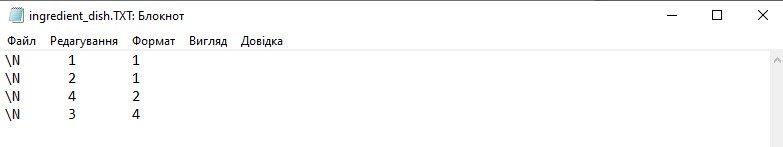 ingredient_dish.TXT: Блокнот
Файл Редагування Формат Вигляд Довідка
\N 1 1
\N 2 1
\N 4 2
\N 3 4